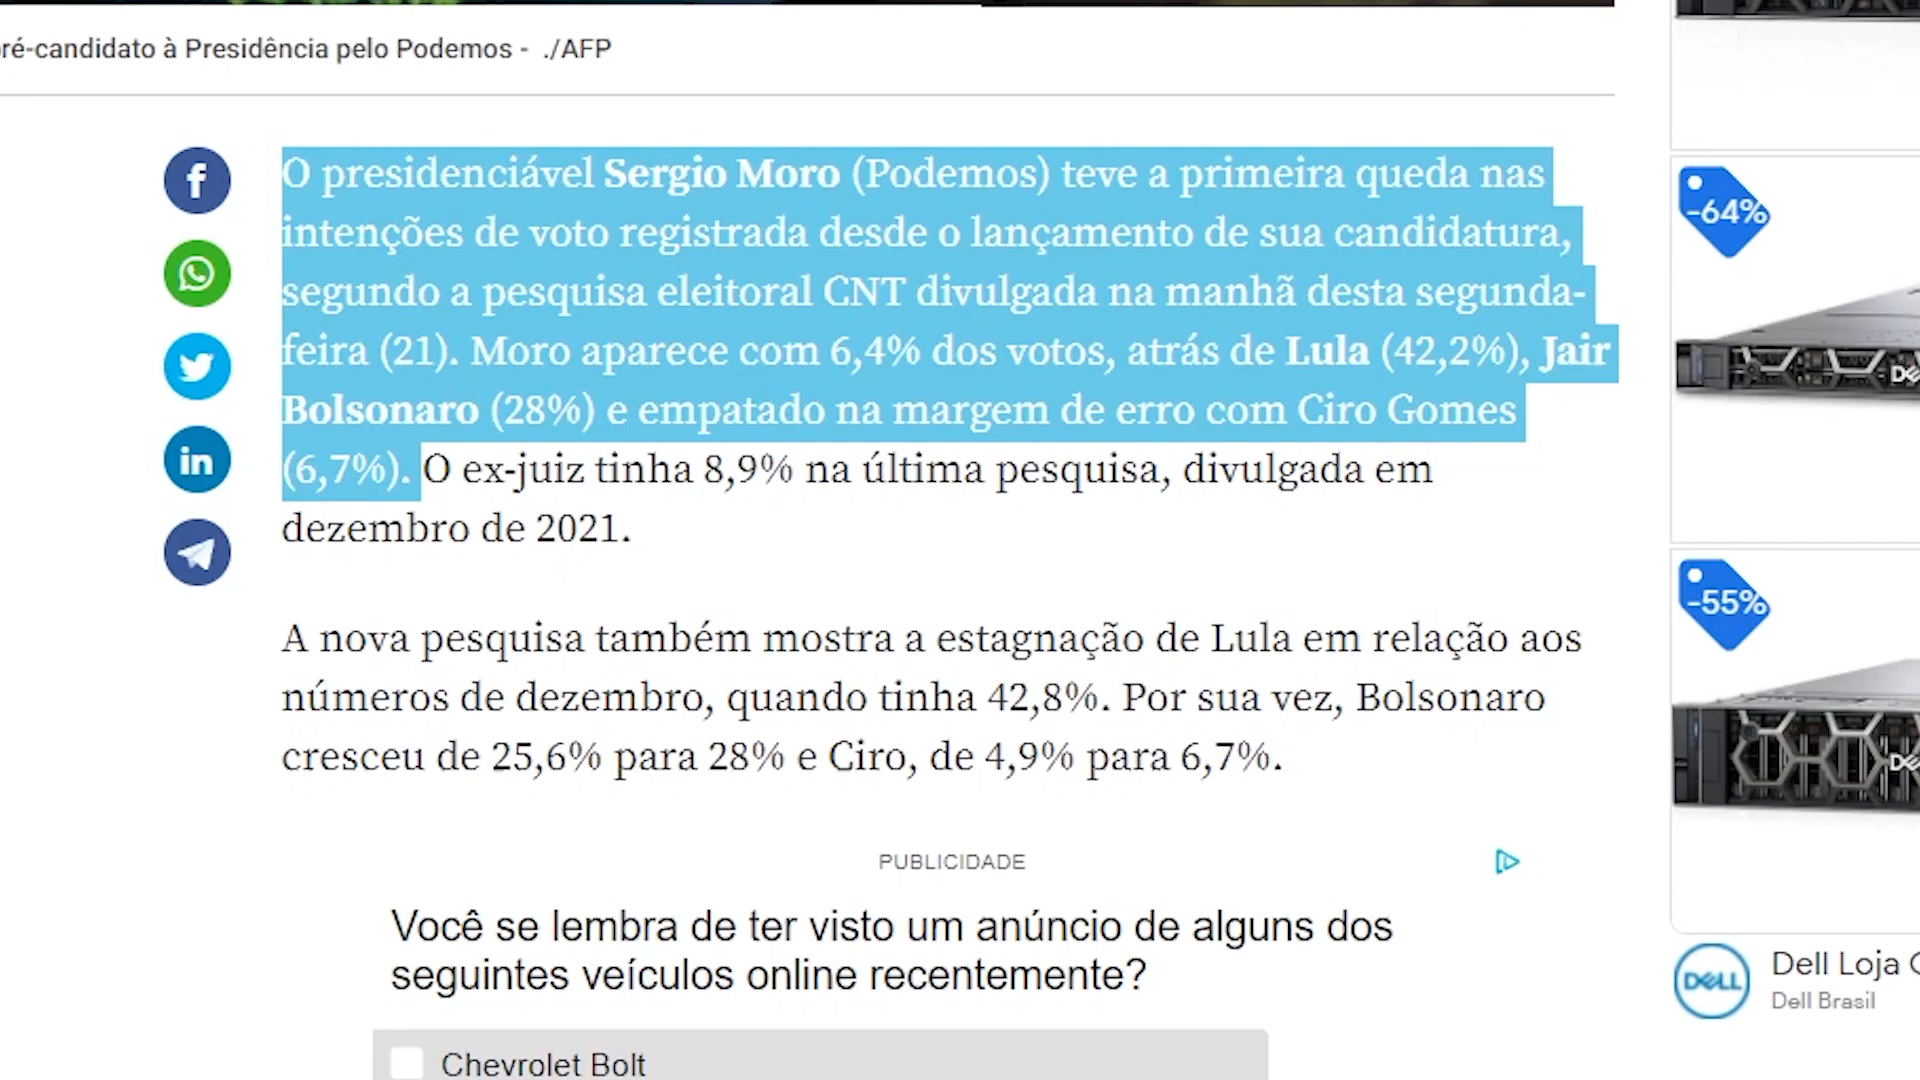 ré-candidato à Presidência pelo Podemos - ./AFP
O presidenciável Sergio Moro (Podemos) teve a primeira queda nas
intenções de voto registrada desde o lançamento de sua candidatura,
segundo a pesquisa eleitoral CNT divulgada na manhã desta segunda-
feira (21). Moro aparece com 6,4% dos votos, atrás de Lula (42,2%), Jair
Bolsonaro (28%) e empatado na margem de erro com Ciro Gomes
(6,7%). O ex-juiz tinha 8,9% na última pesquisa, divulgada em
dezembro de 2021.
A nova pesquisa também mostra a estagnação de Lula em relação aos
números de dezembro, quando tinha 42,8%. Por sua vez, Bolsonaro
cresceu de 25,6% para 28% e Ciro, de 4,9% para 6,7%.
PUBLICIDADE
Você se lembra de ter visto um anúncio de alguns dos
seguintes veículos online recentemente?
Chevrolet Bolt
-64%
-55%
DELL
Dell Loja
Dell Brasil